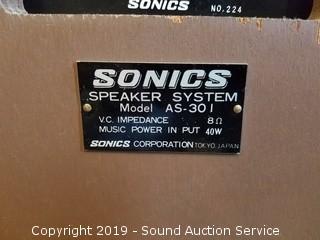 SONICS
NO.224
SONICS
SPEAKER SYSTEM
Model AS-301
V.C. IMPEDANCE 8Ω
MUSIC POWER IN PUT 40W
SONICS CORPORATION TOKYO, JAPAN
Copyright 2019 - Sound Auction Service